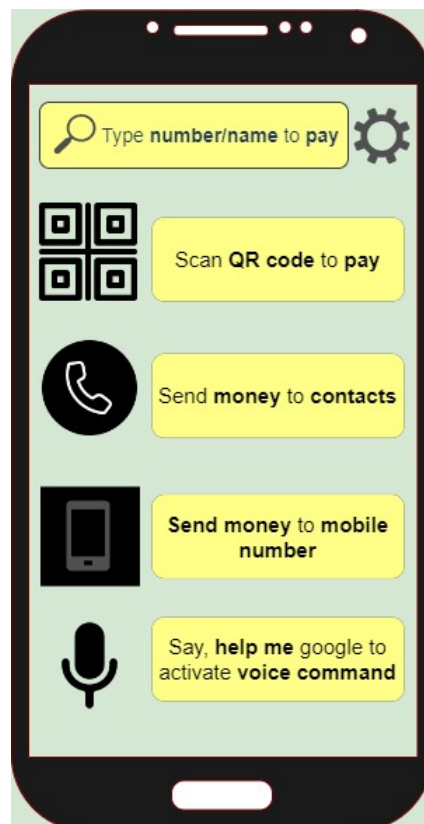 Type number/name to pay
Scan QR code to pay
Send money to contacts
Send money to mobile
number
Say, help me google to
activate voice command